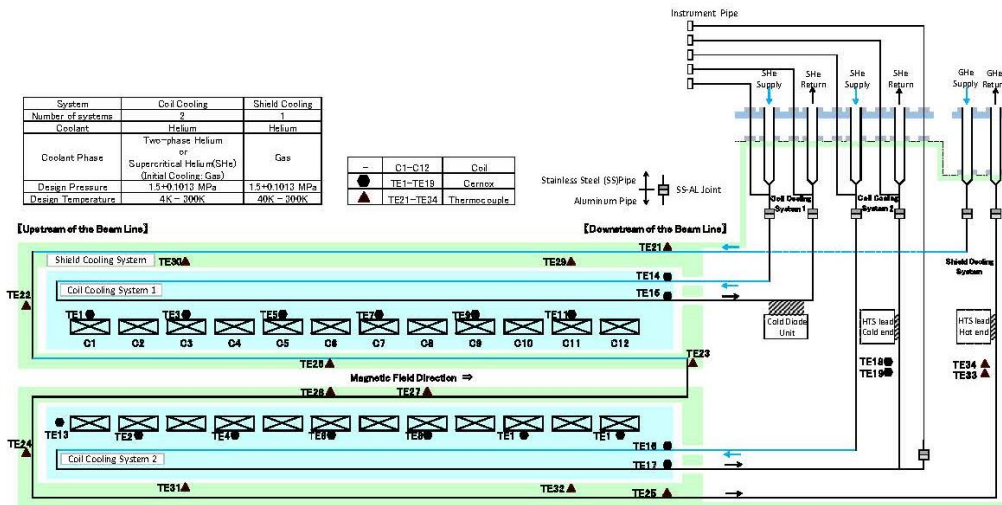 Instrument Pipe
SHe Supply
SHe Return
SHe Supply
SHe Return
GHe Supply
GHe Retur
System Coil Cooling Shield Cooling
Number of systems 2 1
Coolant Helium Helium
Coolant Phase Two-phase Helium or Supercritical Helium(SHe) (Initial Cooling: Gas) Gas
Design Pressure 1.5+0.1013 MPa 1.5+0.1013 MPa
Design Temperature 4K - 300K 40K - 300K
- C1-C12 Coil
TE1-TE19 Cernox
TE21-TE34 Thermocouple
Stainless Steel (SS)Pipe
Aluminum Pipe
SS-AL Joint
Coil Cooling System 1
Coil Cooling System 2
Shield Cooling System
【Upstream of the Beam Line】
【Downstream of the Beam Line】
TE21
Shield Cooling System
TE30
TE29
TE14
TE22
Coil Cooling System 1
TE15
TE1 TE3 TE5 TE7 TE9 TE11
C1 C2 C3 C4 C5 C6 C7 C8 C9 C10 C11 C12
Cold Diode Unit
HTS lead Cold end
HTS lead Hot end
TE23
TE18
TE19
TE34
TE33
Magnetic Field Direction ⇒
TE27
TE13
TE2 TE4 TE1 TE1
TE24
TE16
Coil Cooling System 2
TE17
TE31
TE32
TE25